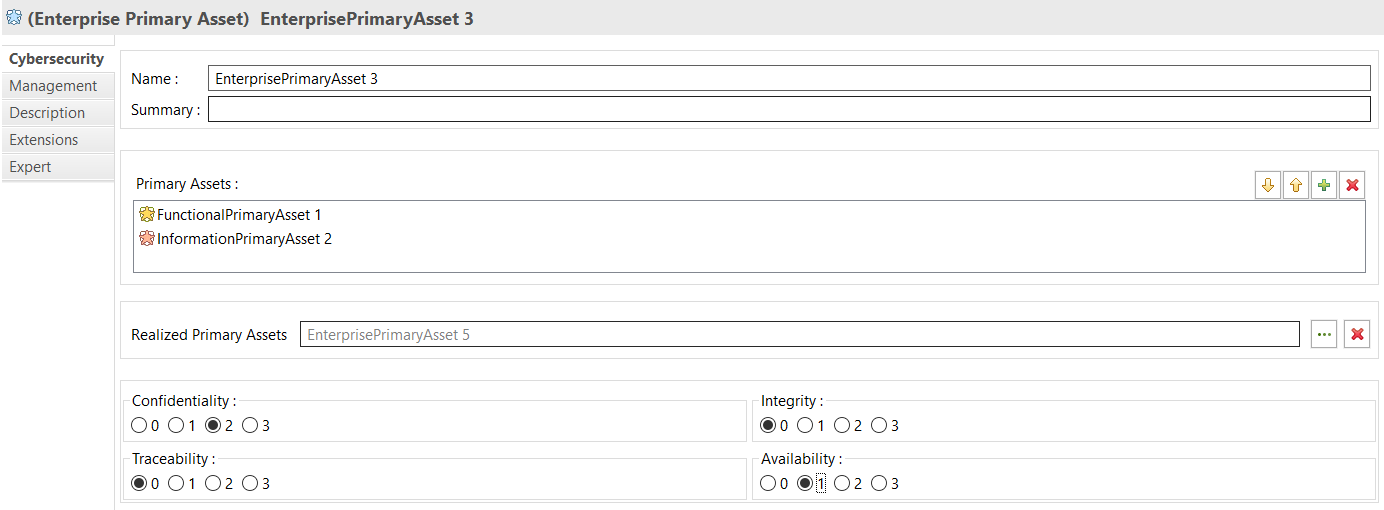 (Enterprise Primary Asset) EnterprisePrimaryAsset 3
Cybersecurity
Management
Description
Extensions
Expert
Name : EnterprisePrimaryAsset 3
Summary :
Primary Assets :
FunctionalPrimaryAsset 1
InformationPrimaryAsset 2
Realized Primary Assets EnterprisePrimaryAsset 5
Confidentiality :
0 1 2 3
Integrity :
0 1 2 3
Traceability :
0 1 2 3
Availability :
0 1 2 3